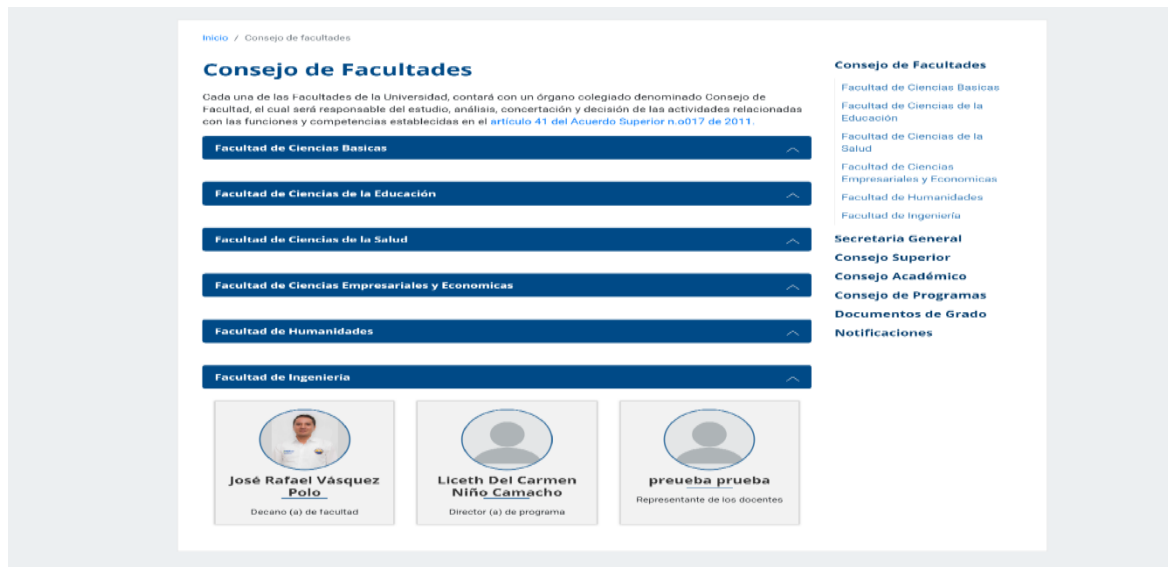 Inicio / Consejo de facultades
Consejo de Facultades
Cada una de las Facultades de la Universidad, contará con un órgano colegiado denominado Consejo de
Facultad, el cual será responsable del estudio, análisis, concertación y decisión de las actividades relacionadas
con las funciones y competencias establecidas en el artículo 41 del Acuerdo Superior n.o017 de 2011.
Facultad de Ciencias Basicas
Facultad de Ciencias de la Educación
Facultad de Ciencias de la Salud
Facultad de Ciencias Empresariales y Economicas
Facultad de Humanidades
Facultad de Ingeniería
José Rafael Vásquez
Polo
Decano (a) de facultad
Liceth Del Carmen
Niño Camacho
Director (a) de programa
preueba prueba
Representante de los docentes
Consejo de Facultades
Facultad de Ciencias Basicas
Facultad de Ciencias de la
Educación
Facultad de Ciencias de la
Salud
Facultad de Ciencias
Empresariales y Economicas
Facultad de Humanidades
Facultad de Ingeniería
Secretaria General
Consejo Superior
Consejo Académico
Consejo de Programas
Documentos de Grado
Notificaciones